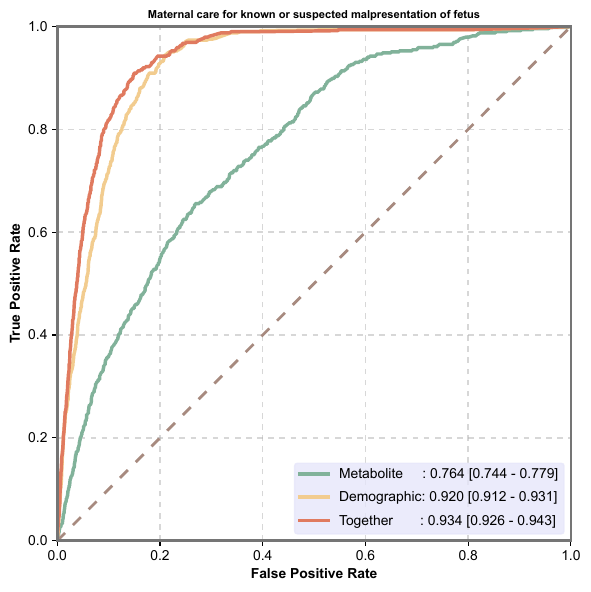 Maternal care for known or suspected malpresentation of fetus
1.0
0.8
0.6
0.4
0.2
0.0
True Positive Rate
Metabolite : 0.764 [0.744 - 0.779]
Demographic: 0.920 [0.912 - 0.931]
Together : 0.934 [0.926 - 0.943]
0.0 0.2 0.4 0.6 0.8 1.0
False Positive Rate